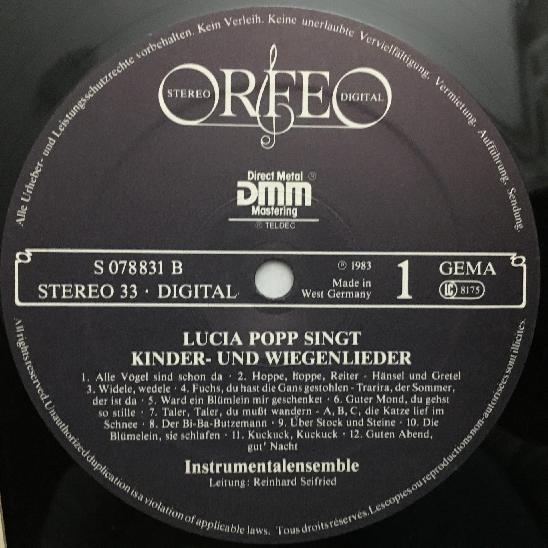 Alle Urheber- und Leistungsschutzrechte vorbehalten. Kein Verleih. Keine unerlaubte Vervielfältigung, Vermietung, Aufführung, Sendung.
ORFEO
STEREO
DIGITAL
Direct Metal
DMM
Mastering
℗ TELDEC
S 078831 B
STEREO 33 · DIGITAL
℗ 1983
Made in
West Germany
1
GEMA
LC 8175
LUCIA POPP SINGT
KINDER- UND WIEGENLIEDER
1. Alle Vögel sind schon da · 2. Hoppe, Hoppe, Reiter - Hänsel und Gretel
3. Widele, wedele · 4. Fuchs, du hast die Gans gestohlen - Trarira, der Sommer,
der ist da · 5. Ward ein Blümlein mir geschenket · 6. Guter Mond, du gehst
so stille · 7. Taler, Taler, du mußt wandern - A, B, C, die Katze lief im
Schnee · 8. Der Bi-Ba-Butzemann · 9. Über Stock und Steine · 10. Die
Blümelein, sie schlafen · 11. Kuckuck, Kuckuck · 12. Guten Abend,
gut' Nacht
Instrumentalensemble
Leitung: Reinhard Seifried
All rights reserved. Unauthorized duplication is a violation of applicable laws. Tous droits réservés. Les copies ou reproductions non-autorisées sont illicites.